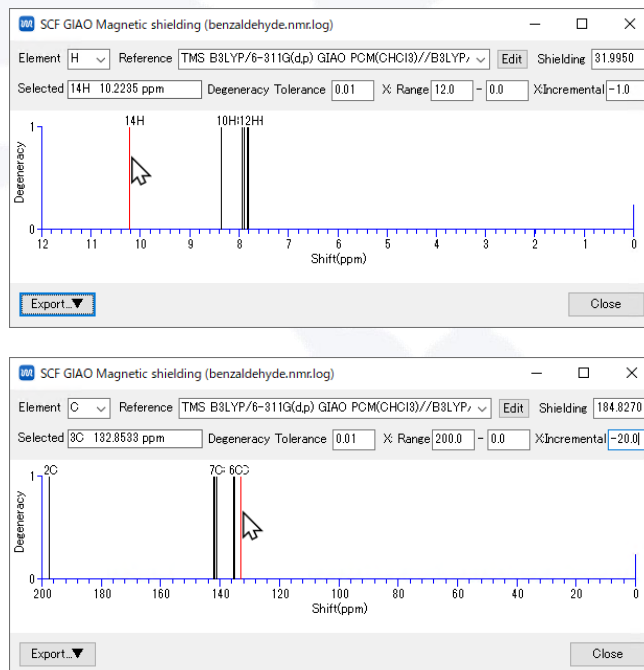 SCF GIAO Magnetic shielding (benzaldehyde.nmr.log)
Element H Reference TMS B3LYP/6-311G(d,p) GIAO PCM(CHCl3)//B3LYP/ Edit Shielding 31.9950
Selected 14H 10.2235 ppm Degeneracy Tolerance 0.01 X: Range 12.0 - 0.0 X:Incremental -1.0
14H 10H 12H
1
Degeneracy
0
12 11 10 9 8 7 6 5 4 3 2 1 0
Shift(ppm)
Export...▼ Close
SCF GIAO Magnetic shielding (benzaldehyde.nmr.log)
Element C Reference TMS B3LYP/6-311G(d,p) GIAO PCM(CHCl3)//B3LYP/ Edit Shielding 184.8270
Selected 3C 132.8533 ppm Degeneracy Tolerance 0.01 X: Range 200.0 - 0.0 X:Incremental -20.0
2C 7C 6C
1
Degeneracy
0
200 180 160 140 120 100 80 60 40 20 0
Shift(ppm)
Export...▼ Close